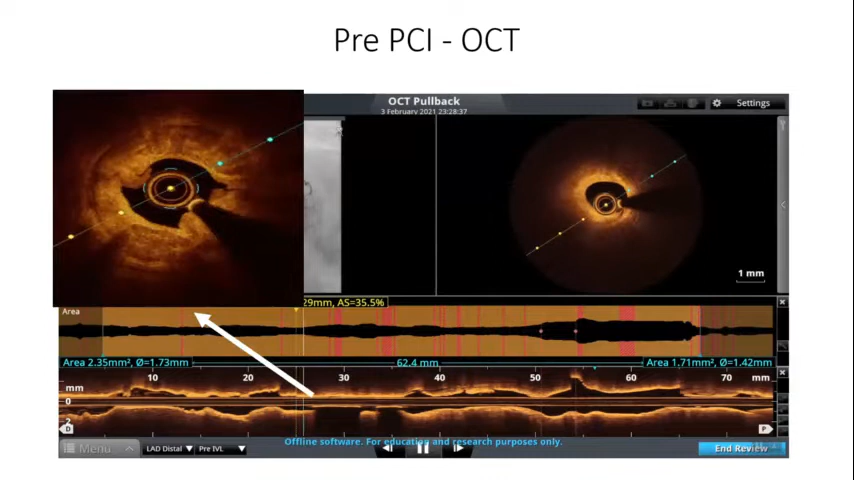 Pre PCI - OCT
OCT Pullback
3 February 2021 23:28:37
Settings
1 mm
29mm, AS=35.5%
Area
Area 2.35mm², Ø=1.73mm
62.4 mm
Area 1.71mm², Ø=1.42mm
mm
10
20
30
40
50
60
70
mm
0
D
P
Offline software. For education and research purposes only.
Menu
LAD Distal
Pre IVL
End Review